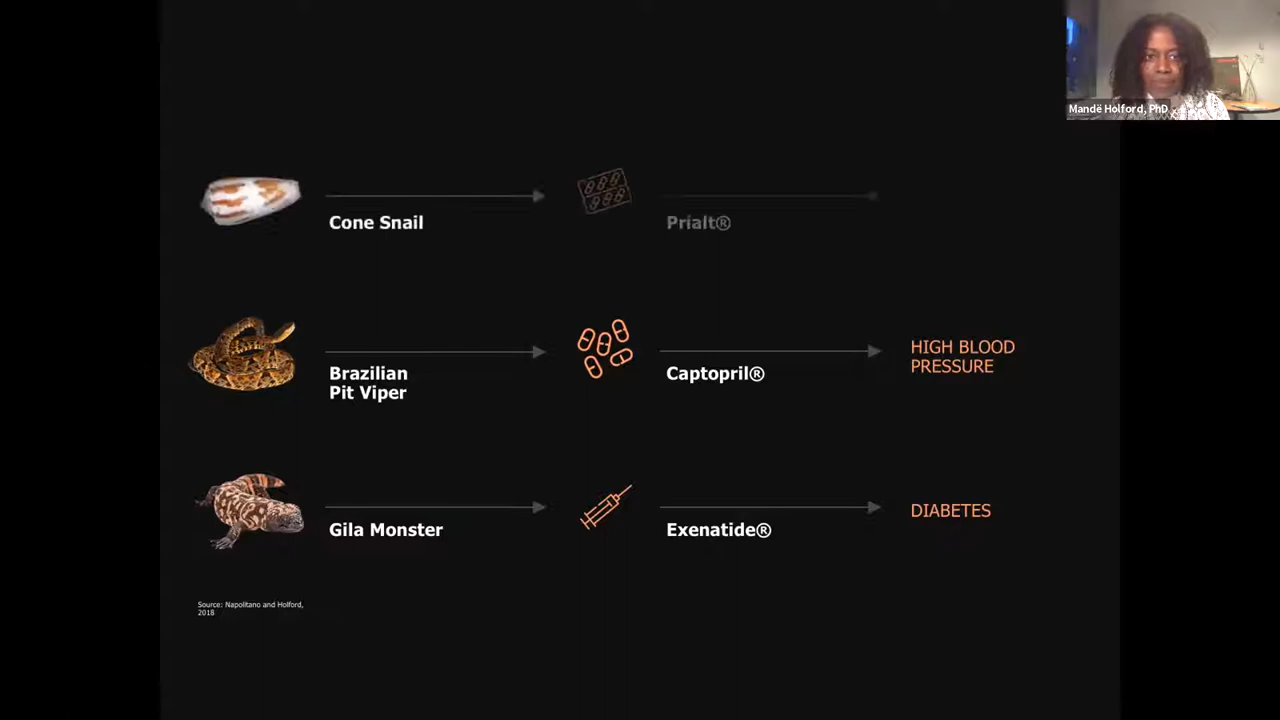 Mandë Holford, PhD
Cone Snail
Prialt®
Brazilian
Pit Viper
Captopril®
HIGH BLOOD
PRESSURE
Gila Monster
Exenatide®
DIABETES
Source: Napolitano and Holford,
2018